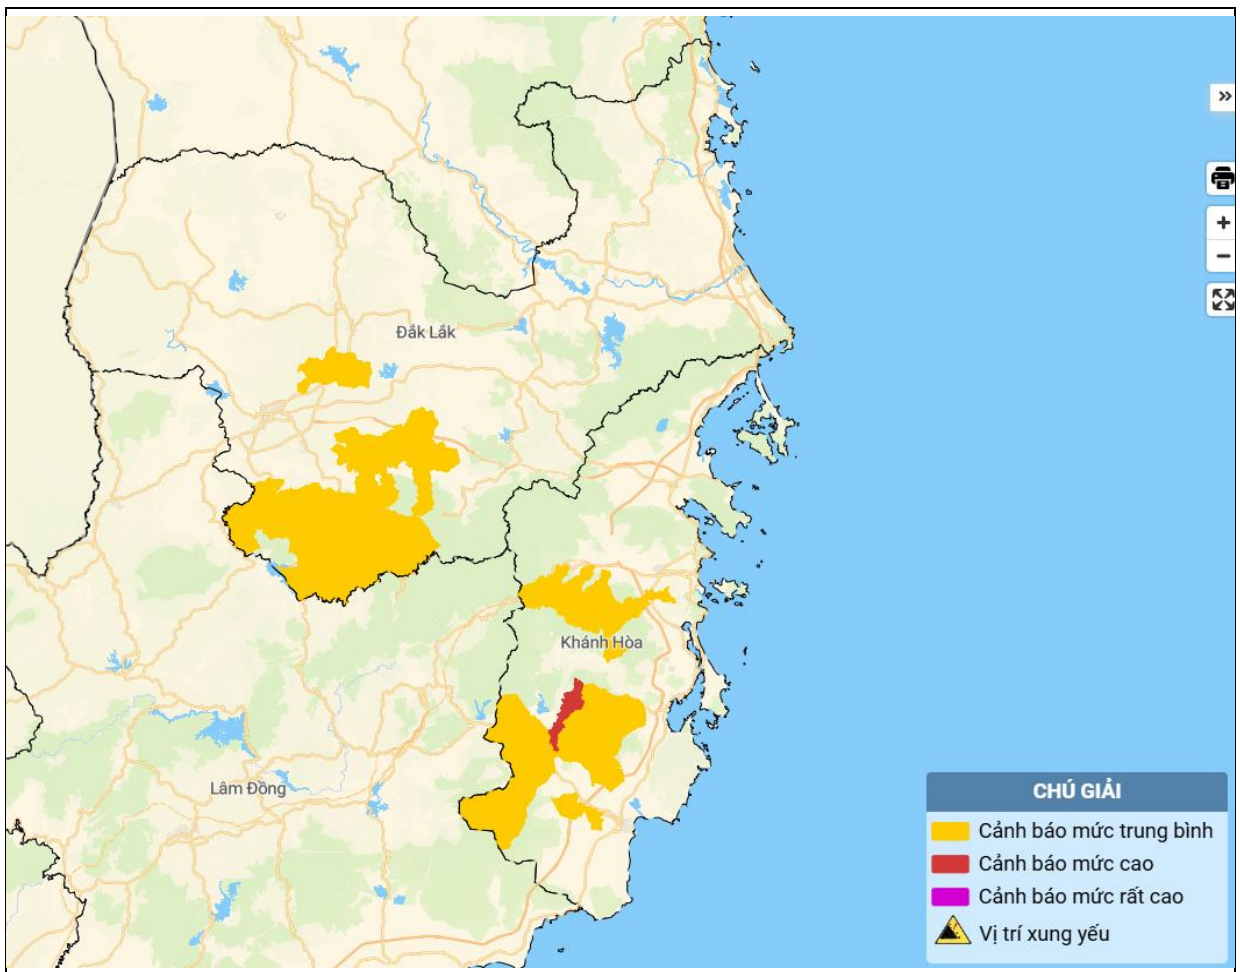 Đắk Lắk
Khánh Hòa
Lâm Đồng
CHÚ GIẢI
Cảnh báo mức trung bình
Cảnh báo mức cao
Cảnh báo mức rất cao
Vị trí xung yếu